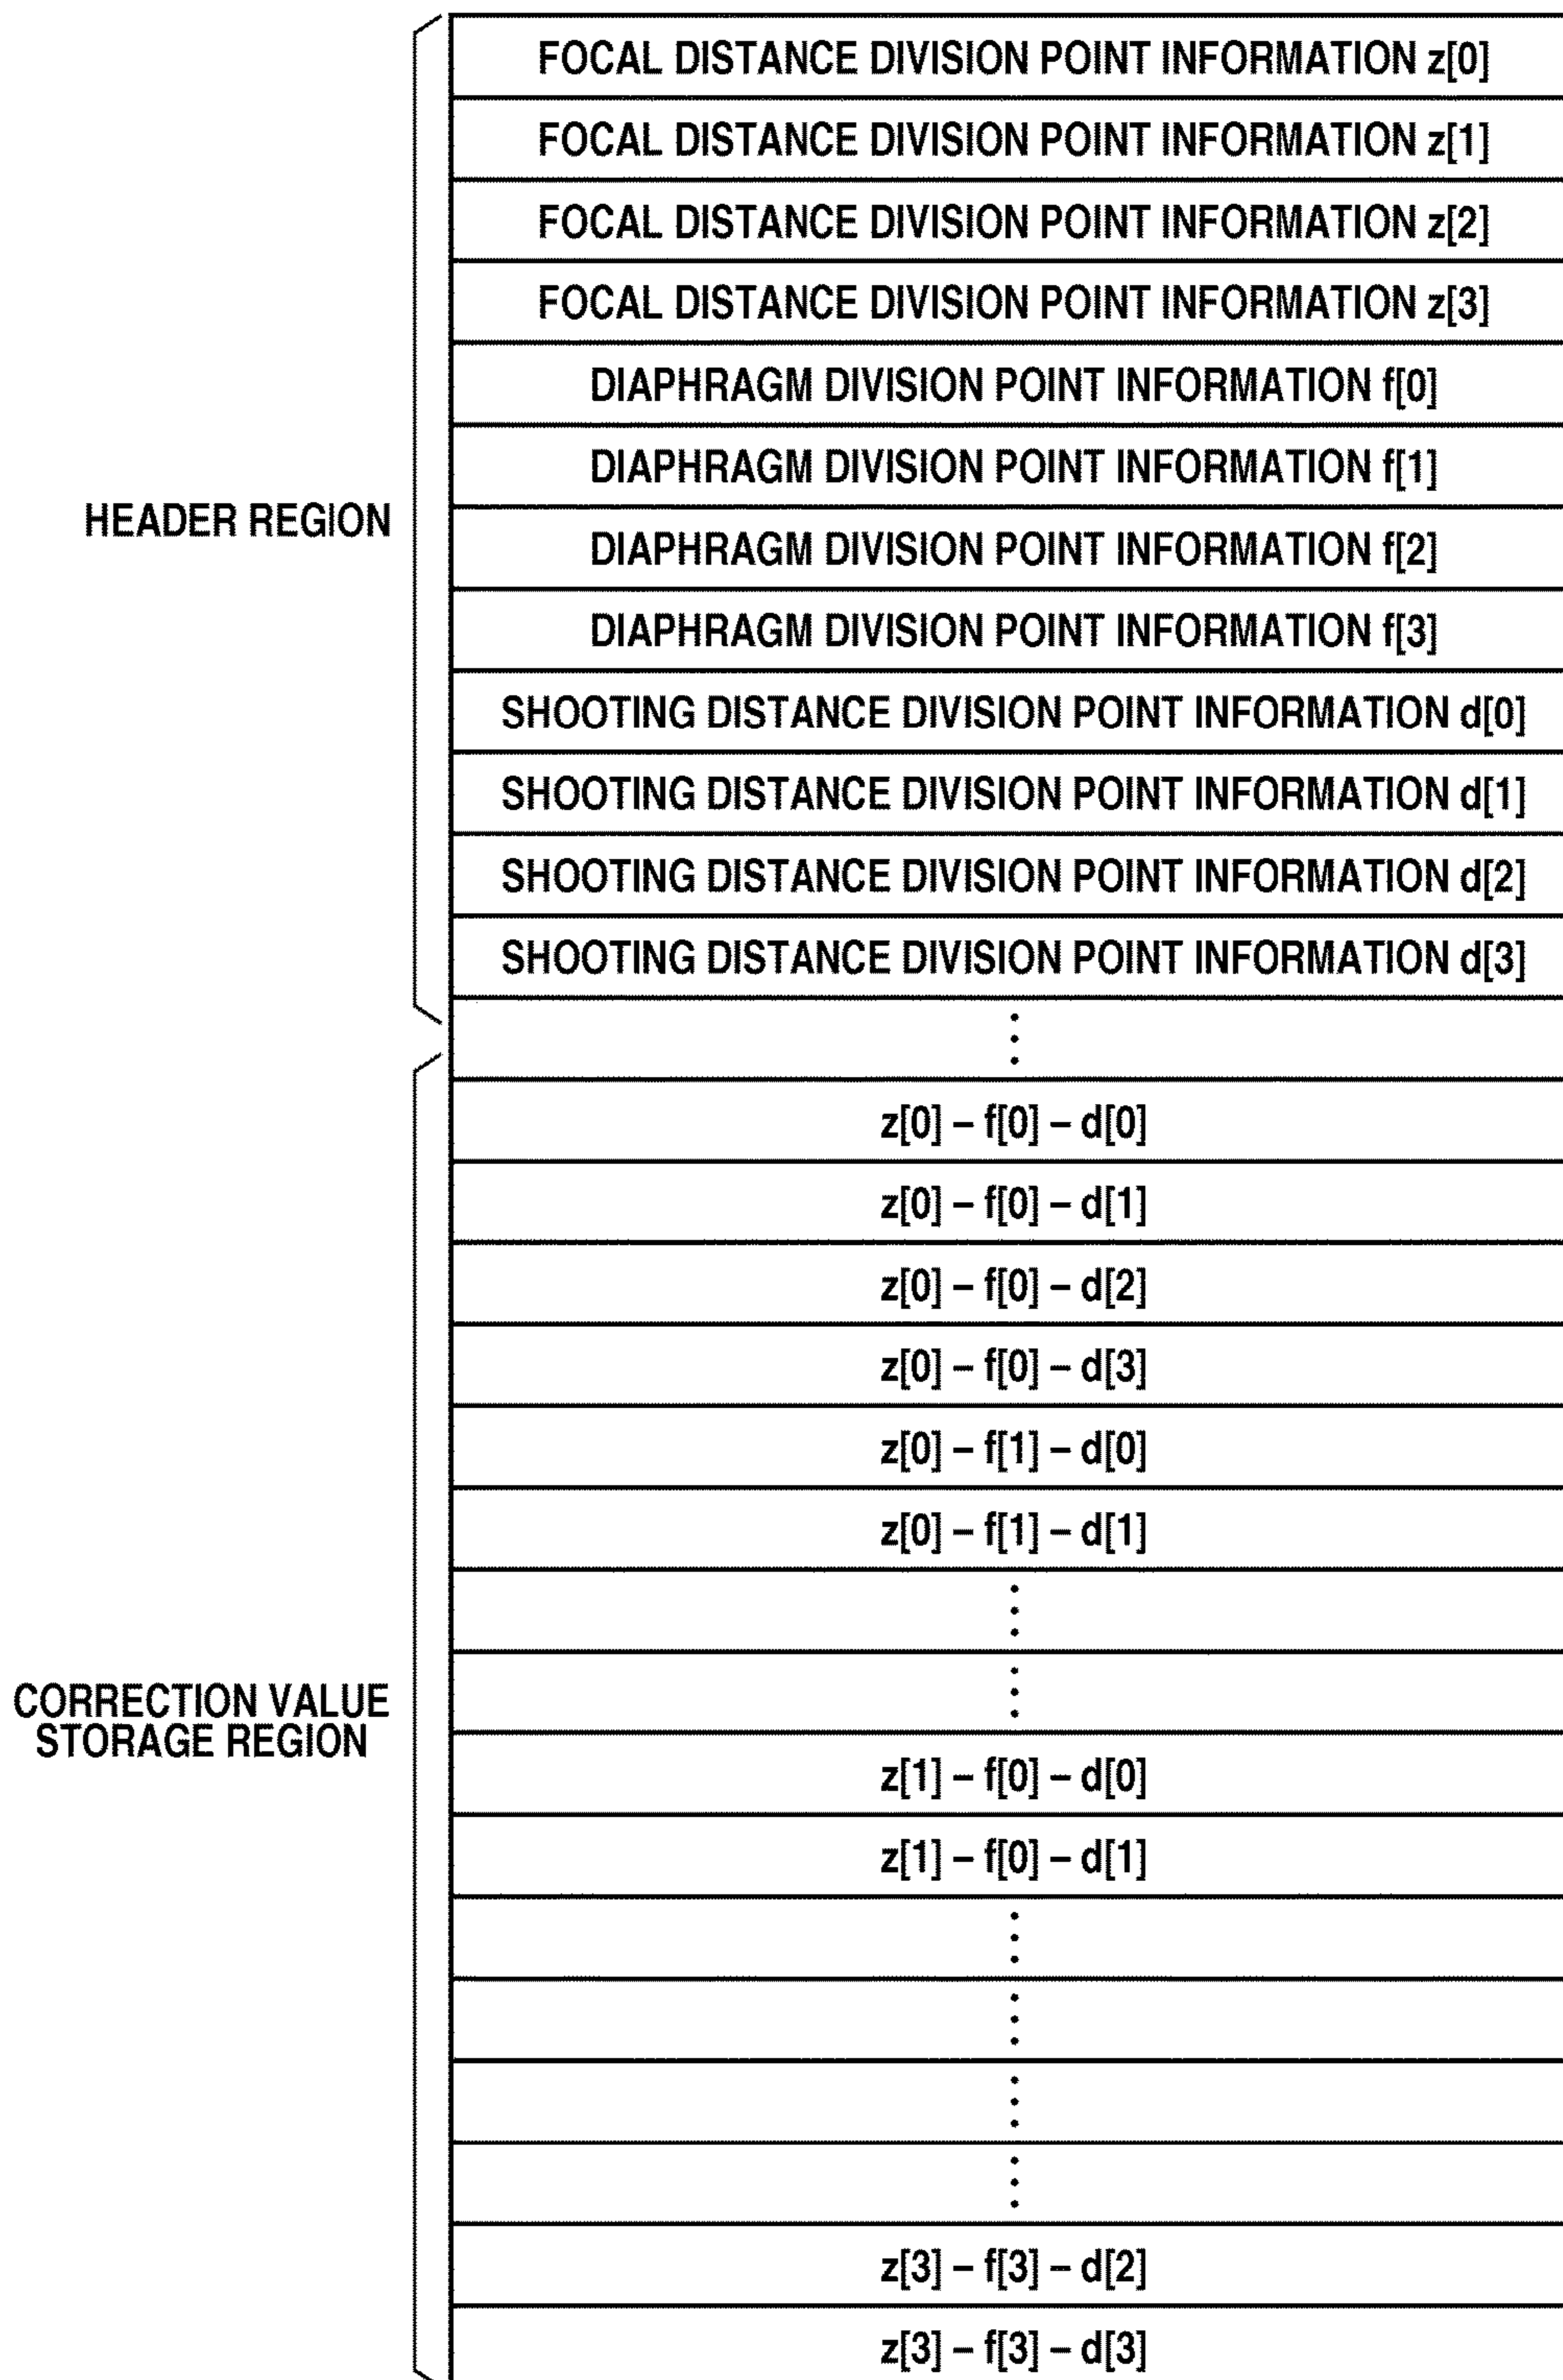 FOCAL DISTANCE DIVISION POINT INFORMATION z[0]
FOCAL DISTANCE DIVISION POINT INFORMATION z[1]
FOCAL DISTANCE DIVISION POINT INFORMATION z[2]
FOCAL DISTANCE DIVISION POINT INFORMATION z[3]
DIAPHRAGM DIVISION POINT INFORMATION f[0]
DIAPHRAGM DIVISION POINT INFORMATION f[1]
HEADER REGION
DIAPHRAGM DIVISION POINT INFORMATION f[2]
DIAPHRAGM DIVISION POINT INFORMATION f[3]
SHOOTING DISTANCE DIVISION POINT INFORMATION d[0]
SHOOTING DISTANCE DIVISION POINT INFORMATION d[1]
SHOOTING DISTANCE DIVISION POINT INFORMATION d[2]
SHOOTING DISTANCE DIVISION POINT INFORMATION d[3]
⋮
z[0] – f[0] – d[0]
z[0] – f[0] – d[1]
z[0] – f[0] – d[2]
z[0] – f[0] – d[3]
z[0] – f[1] – d[0]
z[0] – f[1] – d[1]
⋮
⋮
CORRECTION VALUE
STORAGE REGION
z[1] – f[0] – d[0]
z[1] – f[0] – d[1]
⋮
⋮
⋮
⋮
z[3] – f[3] – d[2]
z[3] – f[3] – d[3]